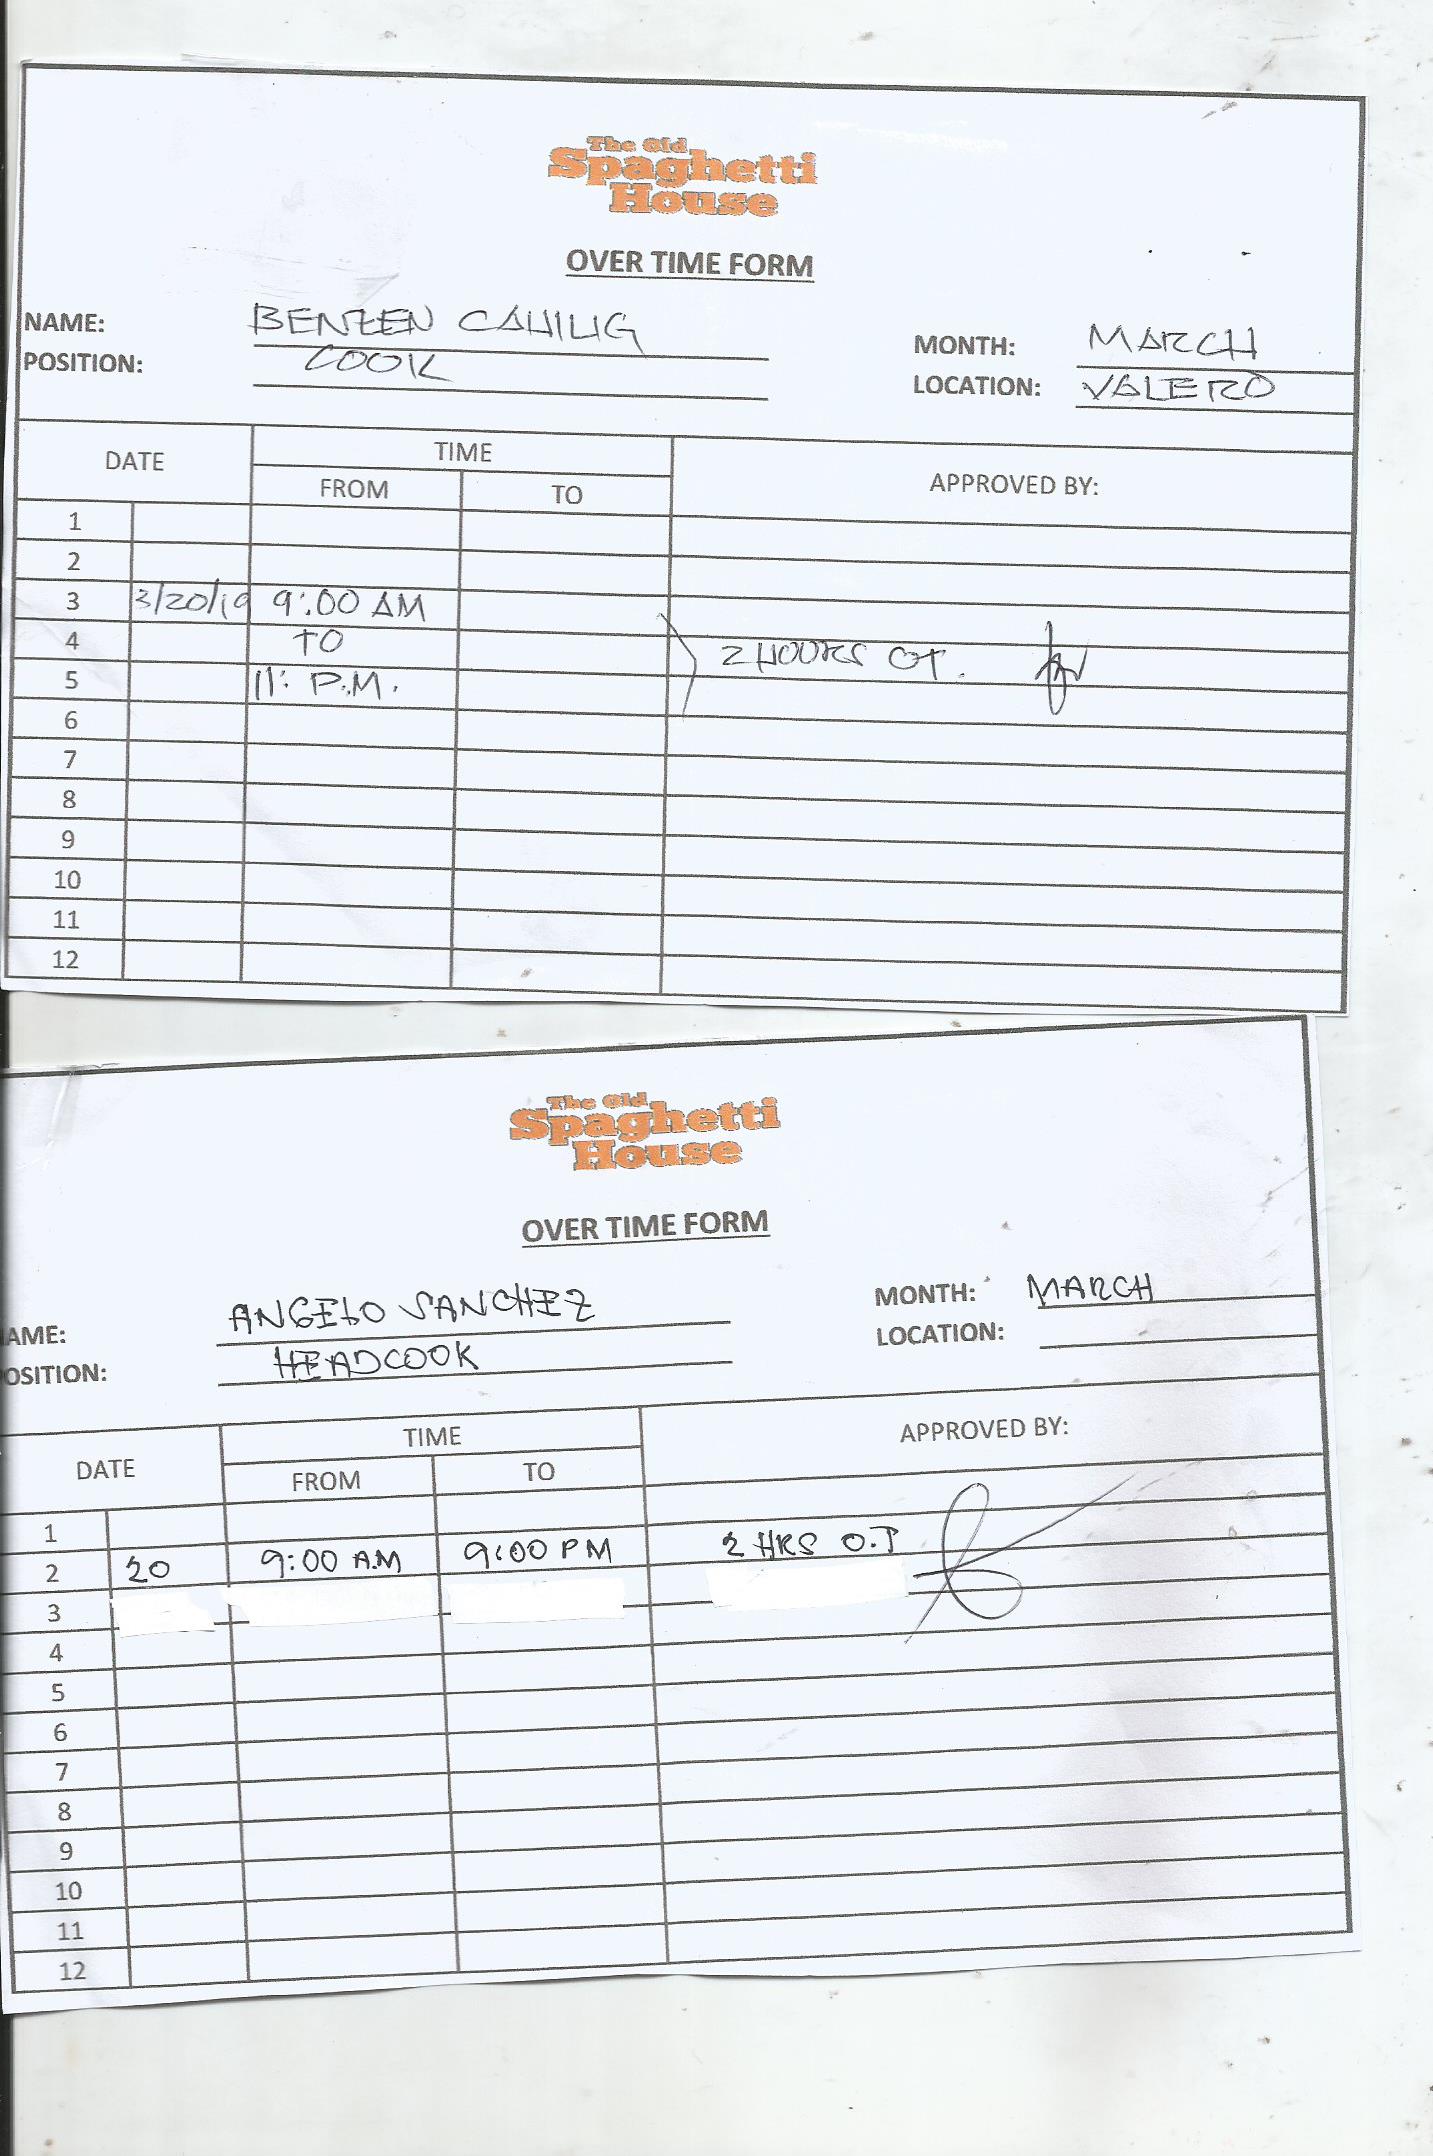 The Old
Spaghetti
House
OVER TIME FORM
NAME: BENZEN CAHILIG
MONTH: MARCH
POSITION: COOK
LOCATION: VALERO
DATE TIME APPROVED BY:
FROM TO
1
2
3 3/20/19 9:00 AM
4 TO 2 HOURS OT.
5 11: P.M.
6
7
8
9
10
11
12
The Old
Spaghetti
House
OVER TIME FORM
AME: ANGELO SANCHEZ
MONTH: MARCH
OSITION: HEADCOOK
LOCATION:
DATE TIME APPROVED BY:
FROM TO
1
2 20 9:00 A.M 9:00 PM 2 HRS O.T
3
4
5
6
7
8
9
10
11
12